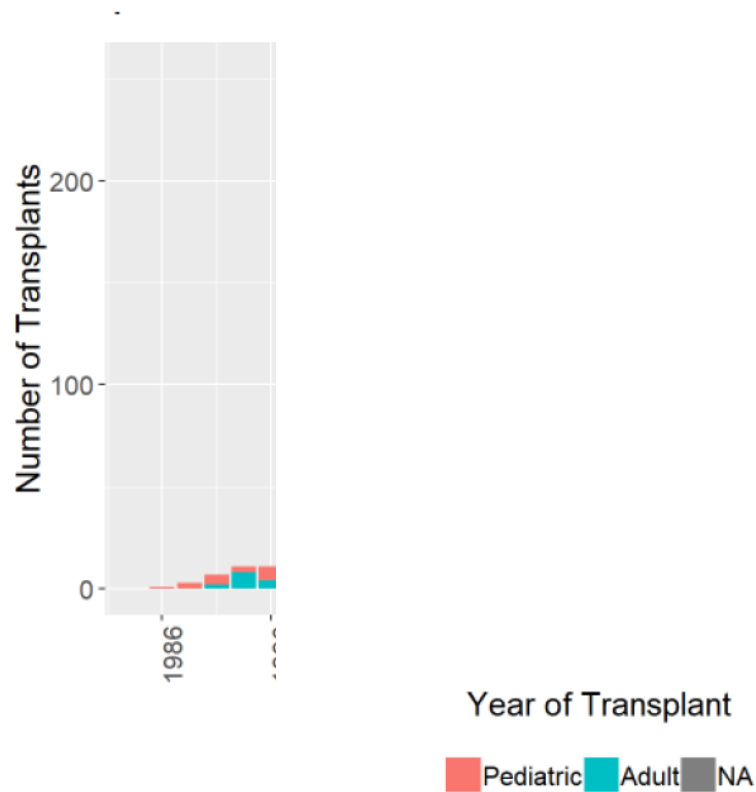 Number of Transplants
200
100
0
1986
Year of Transplant
Pediatric Adult NA